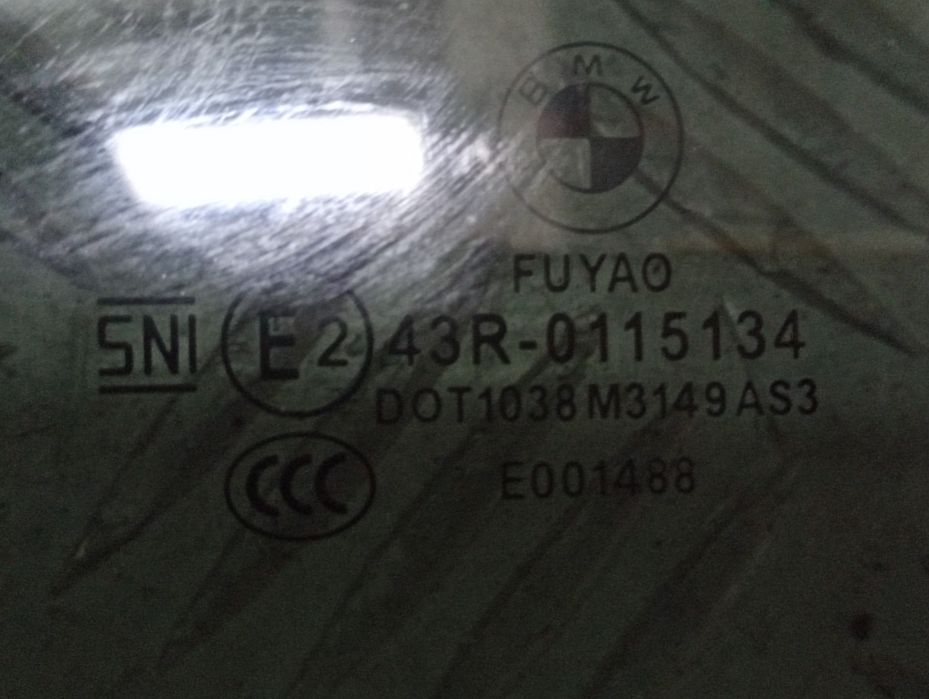 BMW
FUYAO
SNI E2 43R-0115134
DOT1038 M3149 AS3
CCC E001488